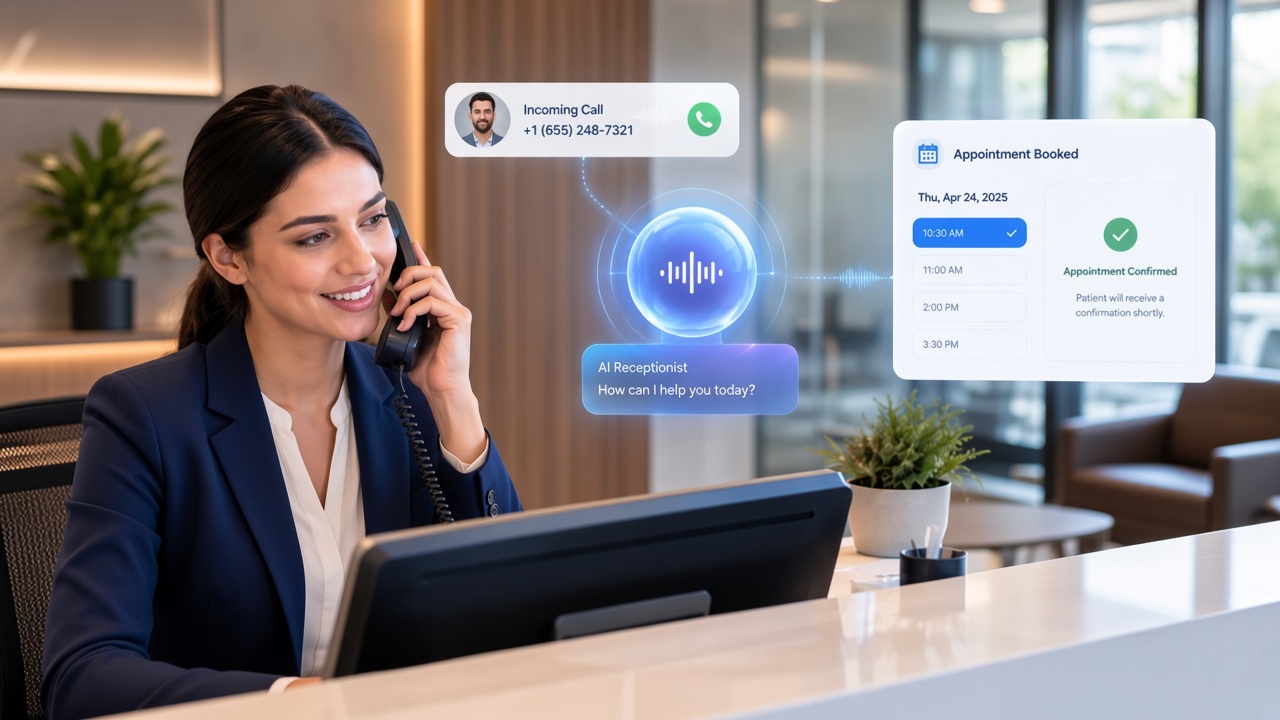 Incoming Call
+1 (655) 248-7321
AI Receptionist
How can I help you today?
Appointment Booked
Thu, Apr 24, 2025
10:30 AM
11:00 AM
2:00 PM
3:30 PM
Appointment Confirmed
Patient will receive a
confirmation shortly.